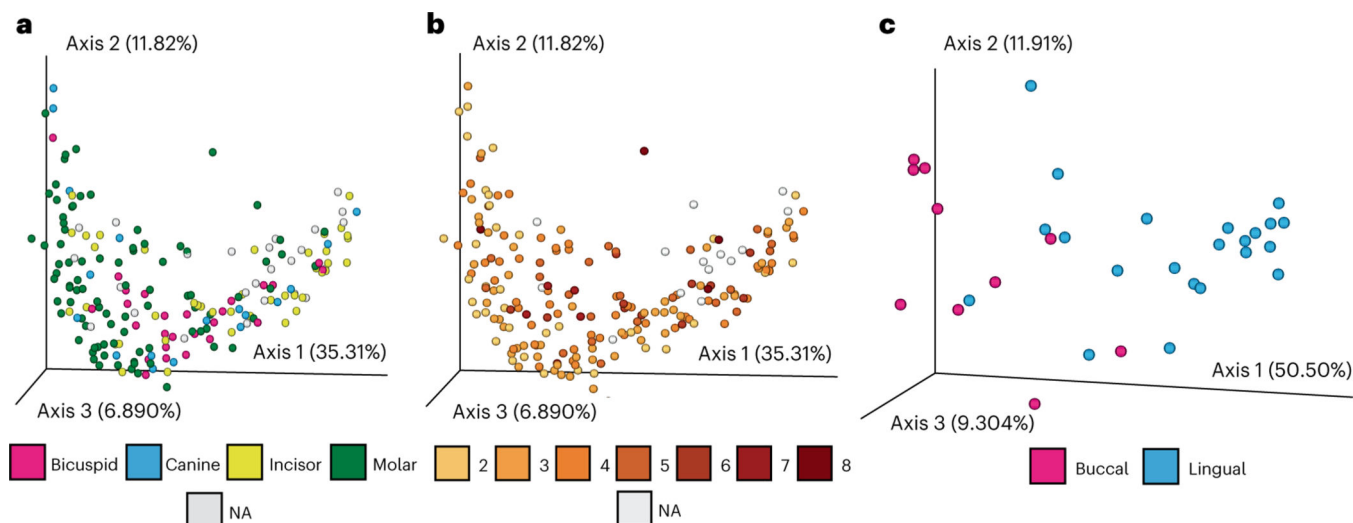 a
Axis 2 (11.82%)
Axis 1 (35.31%)
Axis 3 (6.890%)
Bicuspid
Canine
Incisor
Molar
NA
b
Axis 2 (11.82%)
Axis 1 (35.31%)
Axis 3 (6.890%)
2
3
4
5
6
7
8
NA
c
Axis 2 (11.91%)
Axis 1 (50.50%)
Axis 3 (9.304%)
Buccal
Lingual